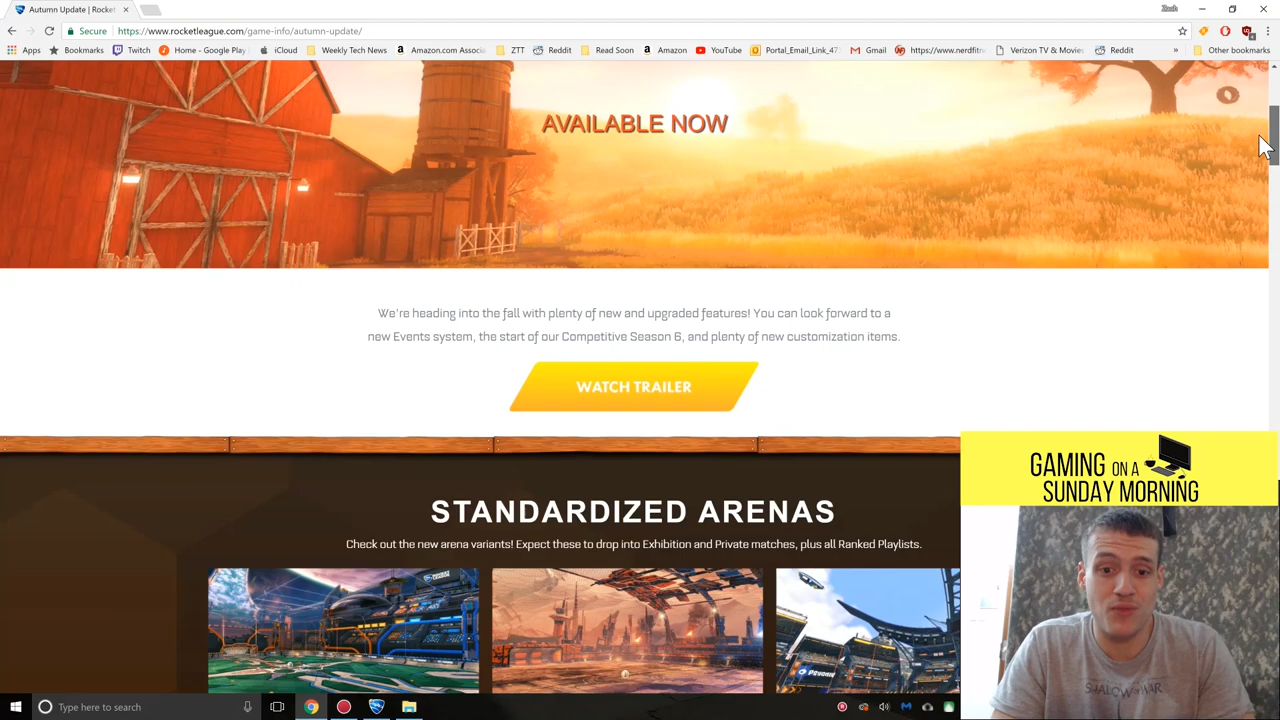 Autumn Update | Rocket
Zach
Secure
https://www.rocketleague.com/game-info/autumn-update/
Apps Bookmarks Twitch Home - Google Play iCloud Weekly Tech News Amazon.com Associ ZTT Reddit Read Soon Amazon YouTube Portal_Email_Link_47 Gmail https://www.nerdfitn Verizon TV & Movies Reddit » Other bookmarks
AVAILABLE NOW
We're heading into the fall with plenty of new and upgraded features! You can look forward to a
new Events system, the start of our Competitive Season 6, and plenty of new customization items.
WATCH TRAILER
STANDARDIZED ARENAS
Check out the new arena variants! Expect these to drop into Exhibition and Private matches, plus all Ranked Playlists.
GAMING ON A
SUNDAY MORNING
SHADOW OF WAR
Type here to search